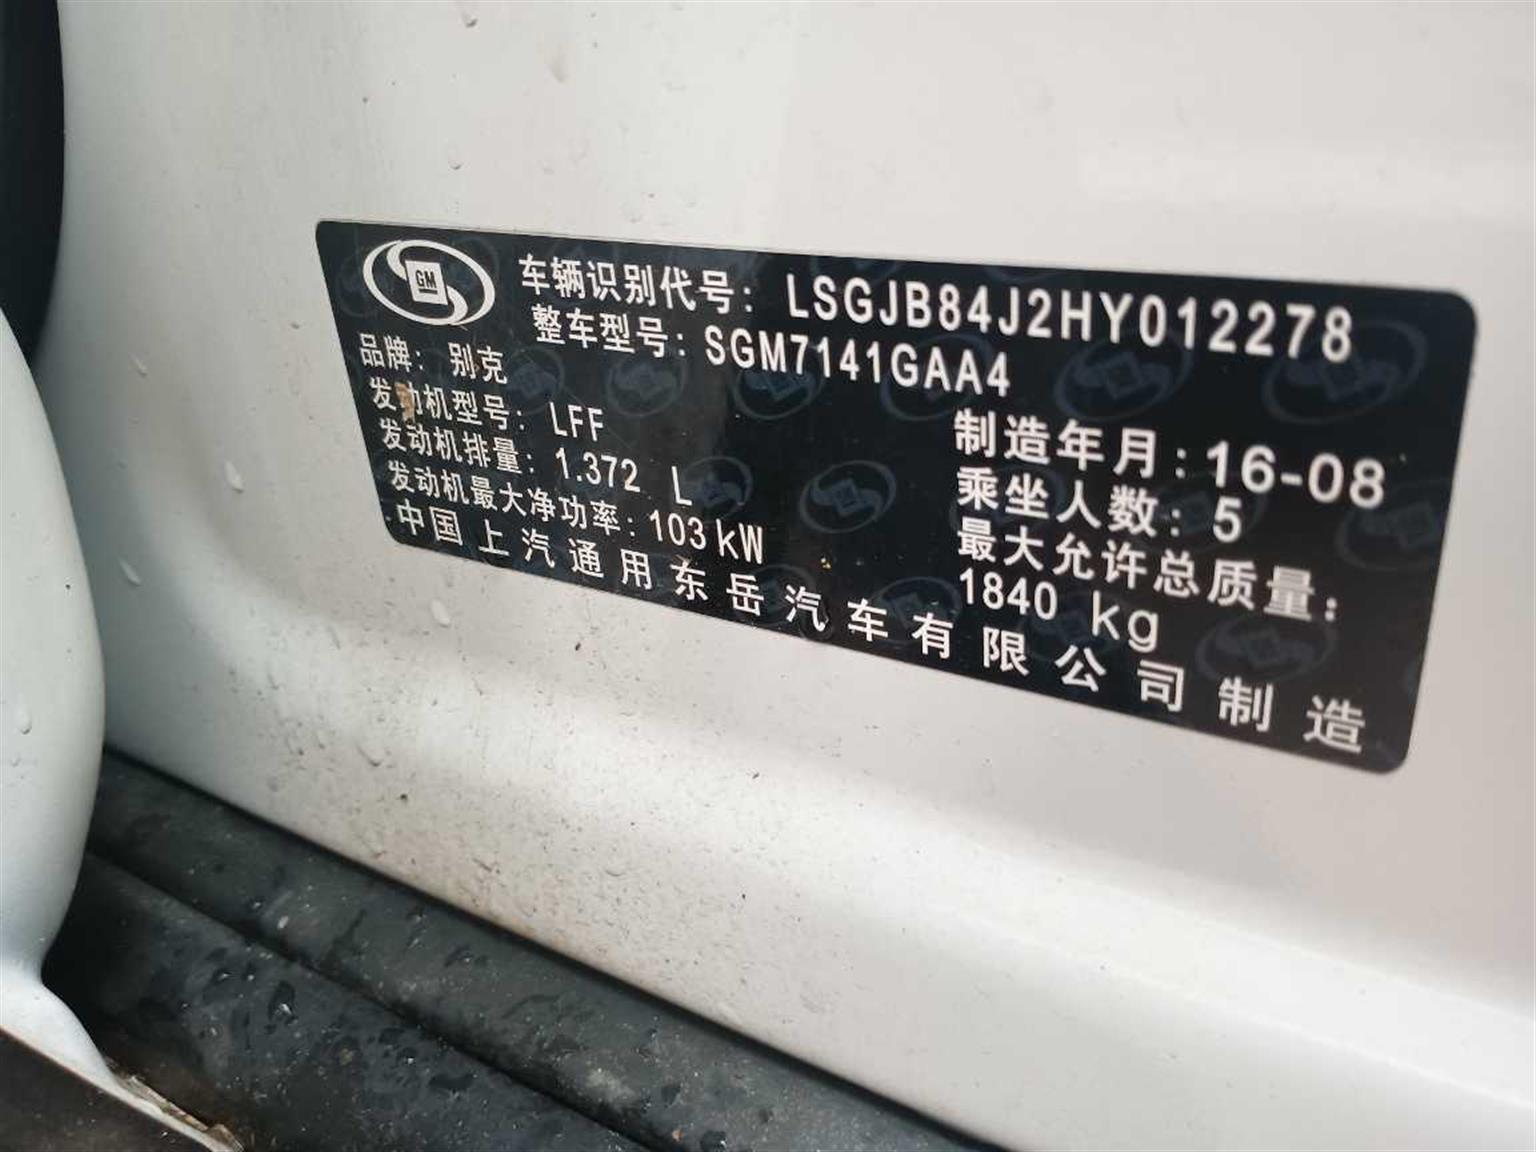 GM
车辆识别代号: LSGJB84J2HY012278
整车型号: SGM7141GAA4
品牌: 别克
发动机型号: LFF
发动机排量: 1.372 L
发动机最大净功率: 103 kW
制造年月: 16-08
乘坐人数: 5
最大允许总质量:
1840 kg
中国上汽通用东岳汽车有限公司制造